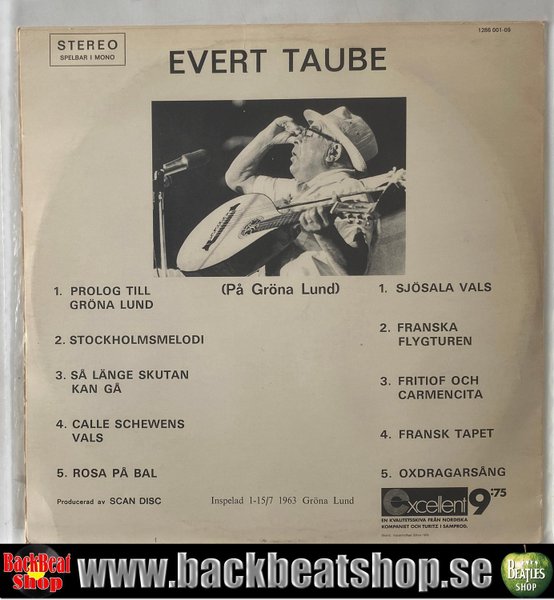 STEREO
SPELBAR I MONO
1286 001-09
EVERT TAUBE
(På Gröna Lund)
1. PROLOG TILL
GRÖNA LUND
2. STOCKHOLMSMELODI
3. SÅ LÄNGE SKUTAN
KAN GÅ
4. CALLE SCHEWENS
VALS
5. ROSA PÅ BAL
1. SJÖSALA VALS
2. FRANSKA
FLYGTUREN
3. FRITIOF OCH
CARMENCITA
4. FRANSK TAPET
5. OXDRAGARSÅNG
Producerad av SCAN DISC
Inspelad 1-15/7 1963 Gröna Lund
excellent 9:75
EN KVALITETSSKIVA FRÅN NORDISKA
KOMPANIET OCH TURITZ I SAMPROD.
BackBeat
Shop
www.backbeatshop.se
BEATLES
SHOP